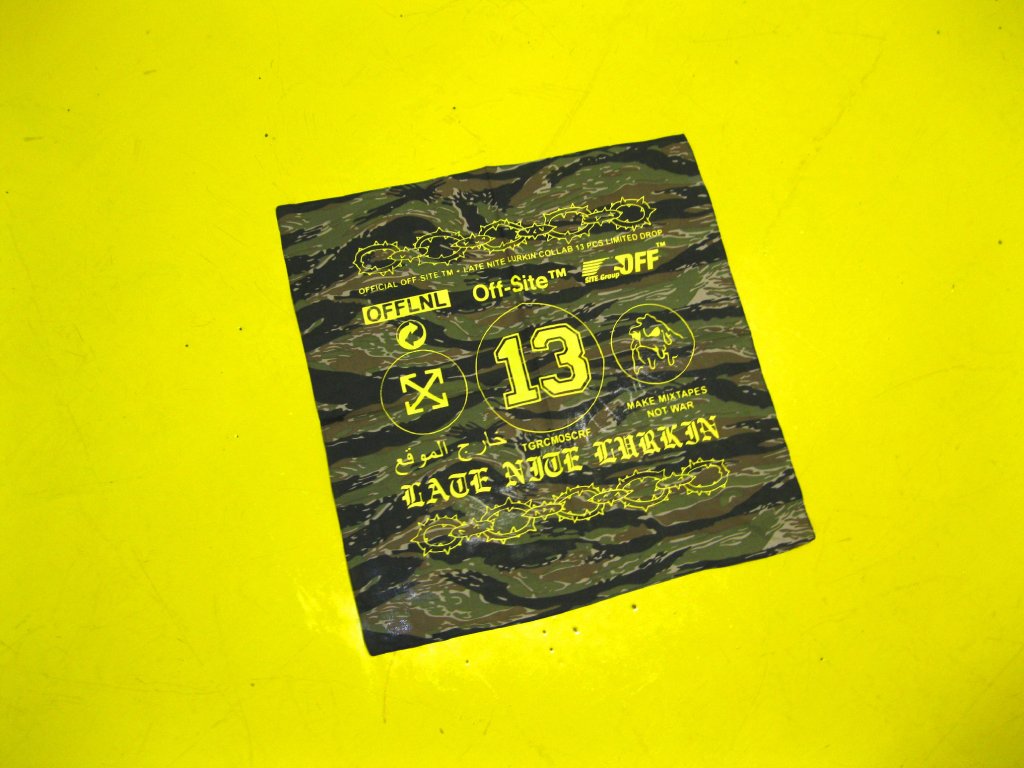 OFFICIAL OFF-SITE TM - LATE NITE LURKIN COLLAB 13 PCS LIMITED DROP
OFFLNL
Off-Site™
SITE Group
OFF™
13
MAKE MIXTAPES
NOT WAR
خارج الموقع
TGRCMOSCRF
LATE NITE LURKIN